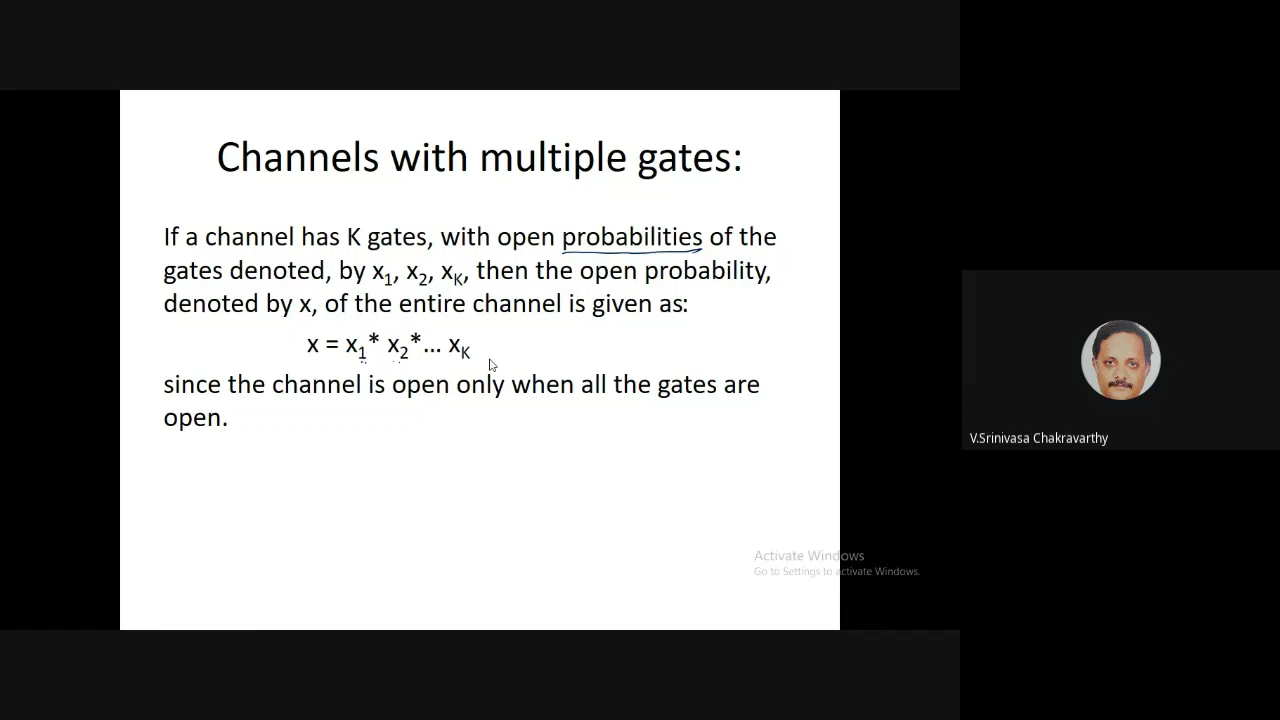 Channels with multiple gates:
If a channel has K gates, with open probabilities of the
gates denoted, by x₁, x₂, x_K, then the open probability,
denoted by x, of the entire channel is given as:
x = x₁* x₂*... x_K
since the channel is open only when all the gates are
open.
V.Srinivasa Chakravarthy
Activate Windows
Go to Settings to activate Windows.